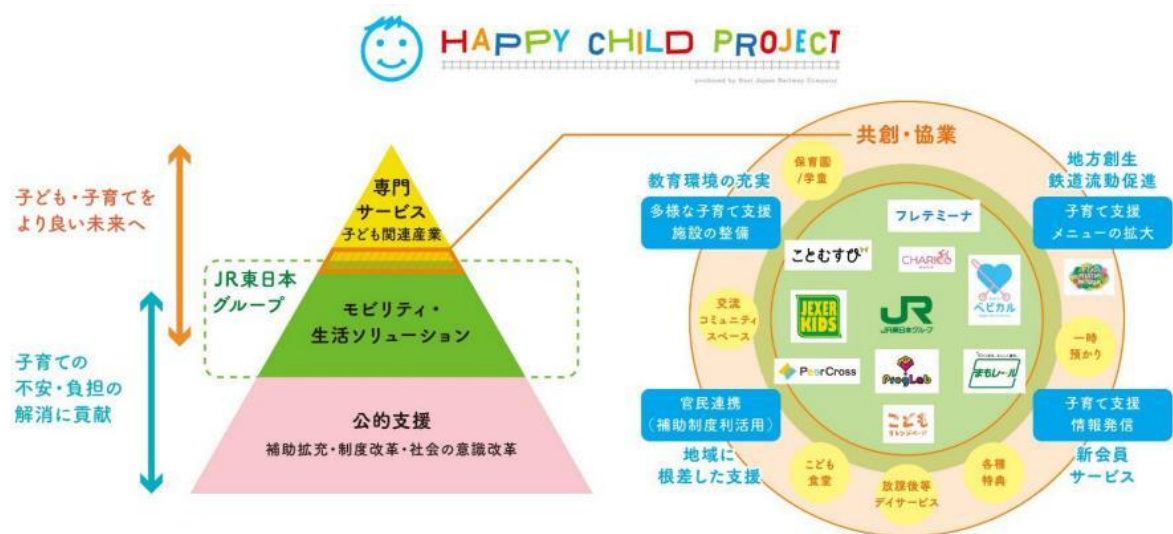 HAPPY CHILD PROJECT
produced by East Japan Railway Company
子ども・子育てを
より良い未来へ
子育ての
不安・負担の
解消に貢献
JR東日本
グループ
専門
サービス
子ども関連産業
モビリティ・
生活ソリューション
公的支援
補助拡充・制度改革・社会の意識改革
共創・協業
保育園
/学童
教育環境の充実
多様な子育て支援
施設の整備
地方創生
鉄道流動促進
子育て支援
メニューの拡大
フレテミーナ
ことむすび
CHARICO
ベビカル
JEXER
KIDS
JR
JR東日本グループ
交流
コミュニティ
スペース
一時
預かり
PeerCross
ProgLab
まもレール
こども
官民連携
(補助制度利活用)
地域に
根差した支援
子育て支援
情報発信
新会員
サービス
こども
食堂
放課後等
デイサービス
各種
特典